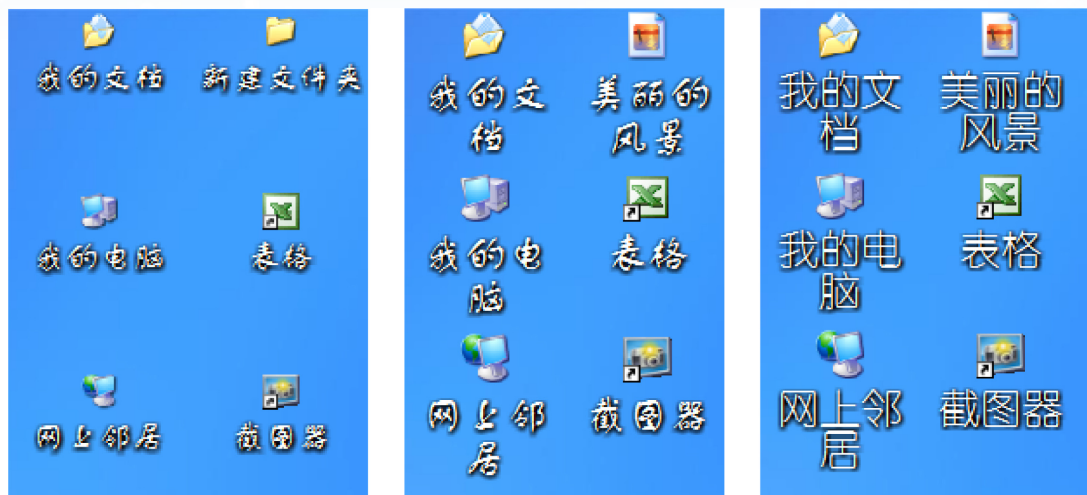 我的文档
新建文件夹
我的电脑
表格
网上邻居
截图器
我的文
档
美丽的
风景
我的电
脑
表格
网上邻
居
截图器
我的文
档
美丽的
风景
我的电
脑
表格
网上邻
居
截图器